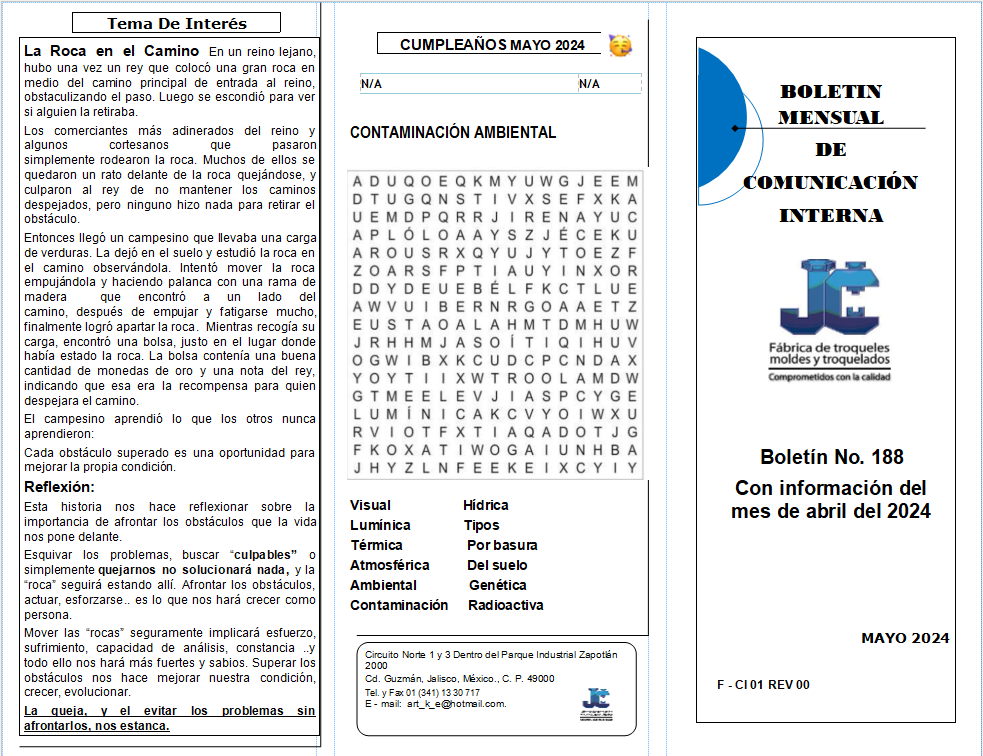 Tema De Interés
La Roca en el Camino En un reino lejano,
hubo una vez un rey que colocó una gran roca en
medio del camino principal de entrada al reino,
obstaculizando el paso. Luego se escondió para ver
si alguien la retiraba.
Los comerciantes más adinerados del reino y
algunos cortesanos que pasaron
simplemente rodearon la roca. Muchos de ellos se
quedaron un rato delante de la roca quejándose, y
culparon al rey de no mantener los caminos
despejados, pero ninguno hizo nada para retirar el
obstáculo.
Entonces llegó un campesino que llevaba una carga
de verduras. La dejó en el suelo y estudió la roca en
el camino observándola. Intentó mover la roca
empujándola y haciendo palanca con una rama de
madera que encontró a un lado del
camino, después de empujar y fatigarse mucho,
finalmente logró apartar la roca. Mientras recogía su
carga, encontró una bolsa, justo en el lugar donde
había estado la roca. La bolsa contenía una buena
cantidad de monedas de oro y una nota del rey,
indicando que esa era la recompensa para quien
despejara el camino.
El campesino aprendió lo que los otros nunca
aprendieron:
Cada obstáculo superado es una oportunidad para
mejorar la propia condición.
Reflexión:
Esta historia nos hace reflexionar sobre la
importancia de afrontar los obstáculos que la vida
nos pone delante.
Esquivar los problemas, buscar “culpables” o
simplemente quejarnos no solucionará nada, y la
“roca” seguirá estando allí. Afrontar los obstáculos,
actuar, esforzarse.. es lo que nos hará crecer como
persona.
Mover las “rocas” seguramente implicará esfuerzo,
sufrimiento, capacidad de análisis, constancia ..y
todo ello nos hará más fuertes y sabios. Superar los
obstáculos nos hace mejorar nuestra condición,
crecer, evolucionar.
La queja, y el evitar los problemas sin
afrontarlos, nos estanca.
CUMPLEAÑOS MAYO 2024
N/A N/A
CONTAMINACIÓN AMBIENTAL
A D U Q O E Q K M Y U W G J E E M
D T U G Q N S T I V X S E F X K A
U E M D P Q R R J I R E N A Y U C
A P L Ó L O A A Y S Z J É C E K U
A R O U S R X Q Y U J Y T O E Z F
Z O A R S F P T I A U Y I N X O R
D D Y D E U E B É L F K C T L U E
A W V U I B E R N R G O A A E T Z
E U S T A O A L A H M T D M H U W
J R H H M J A S O Í T I Q I H U V
O G W I B X K C U D C P C N D A X
Y O Y T I I X W T R O O L A M D W
G T M E E L E V J I A S P C Y G E
L U M Í N I C A K C V Y O I W X U
R V I O T F X T I A Q A D O T J G
F K O X A T I W O G A I U N H B A
J H Y Z L N F E E K E I X C Y I Y
Visual Hídrica
Lumínica Tipos
Térmica Por basura
Atmosférica Del suelo
Ambiental Genética
Contaminación Radioactiva
Circuito Norte 1 y 3 Dentro del Parque Industrial Zapotlán
2000
Cd. Guzmán, Jalisco, México., C. P. 49000
Tel. y Fax 01 (341) 13 30 717
E - mail: art_k_e@hotmail.com.
BOLETIN
MENSUAL
DE
COMUNICACIÓN
INTERNA
JC
Fábrica de troqueles
moldes y troquelados
Comprometidos con la calidad
Boletín No. 188
Con información del
mes de abril del 2024
MAYO 2024
F - CI 01 REV 00